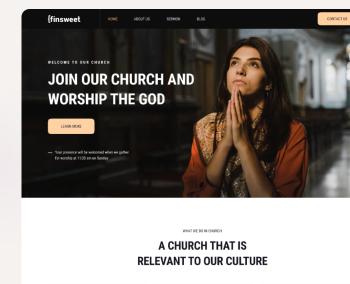 {finsweet
HOME ABOUT US SERMON BLOG CONTACT US
WELCOME TO OUR CHURCH
JOIN OUR CHURCH AND
WORSHIP THE GOD
LEARN MORE
Your presence will be welcomed when we gather
for worship at 11:00 am on Sunday
WHAT WE DO IN CHURCH
A CHURCH THAT IS
RELEVANT TO OUR CULTURE